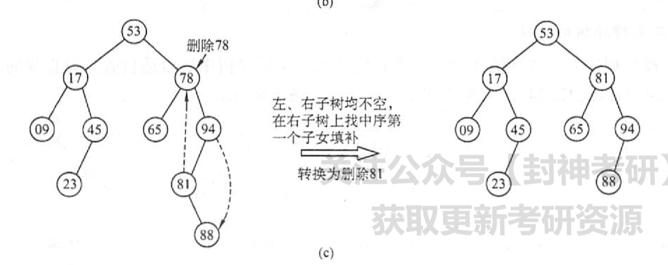 (b)
53
删除78
17
78
09
45
65
94
23
81
88
左、右子树均不空，
在右子树上找中序第
一个子女填补
转换为删除81
53
17
81
09
45
65
94
23
88
关注公众号【封神考研】
获取更新考研资源
(c)